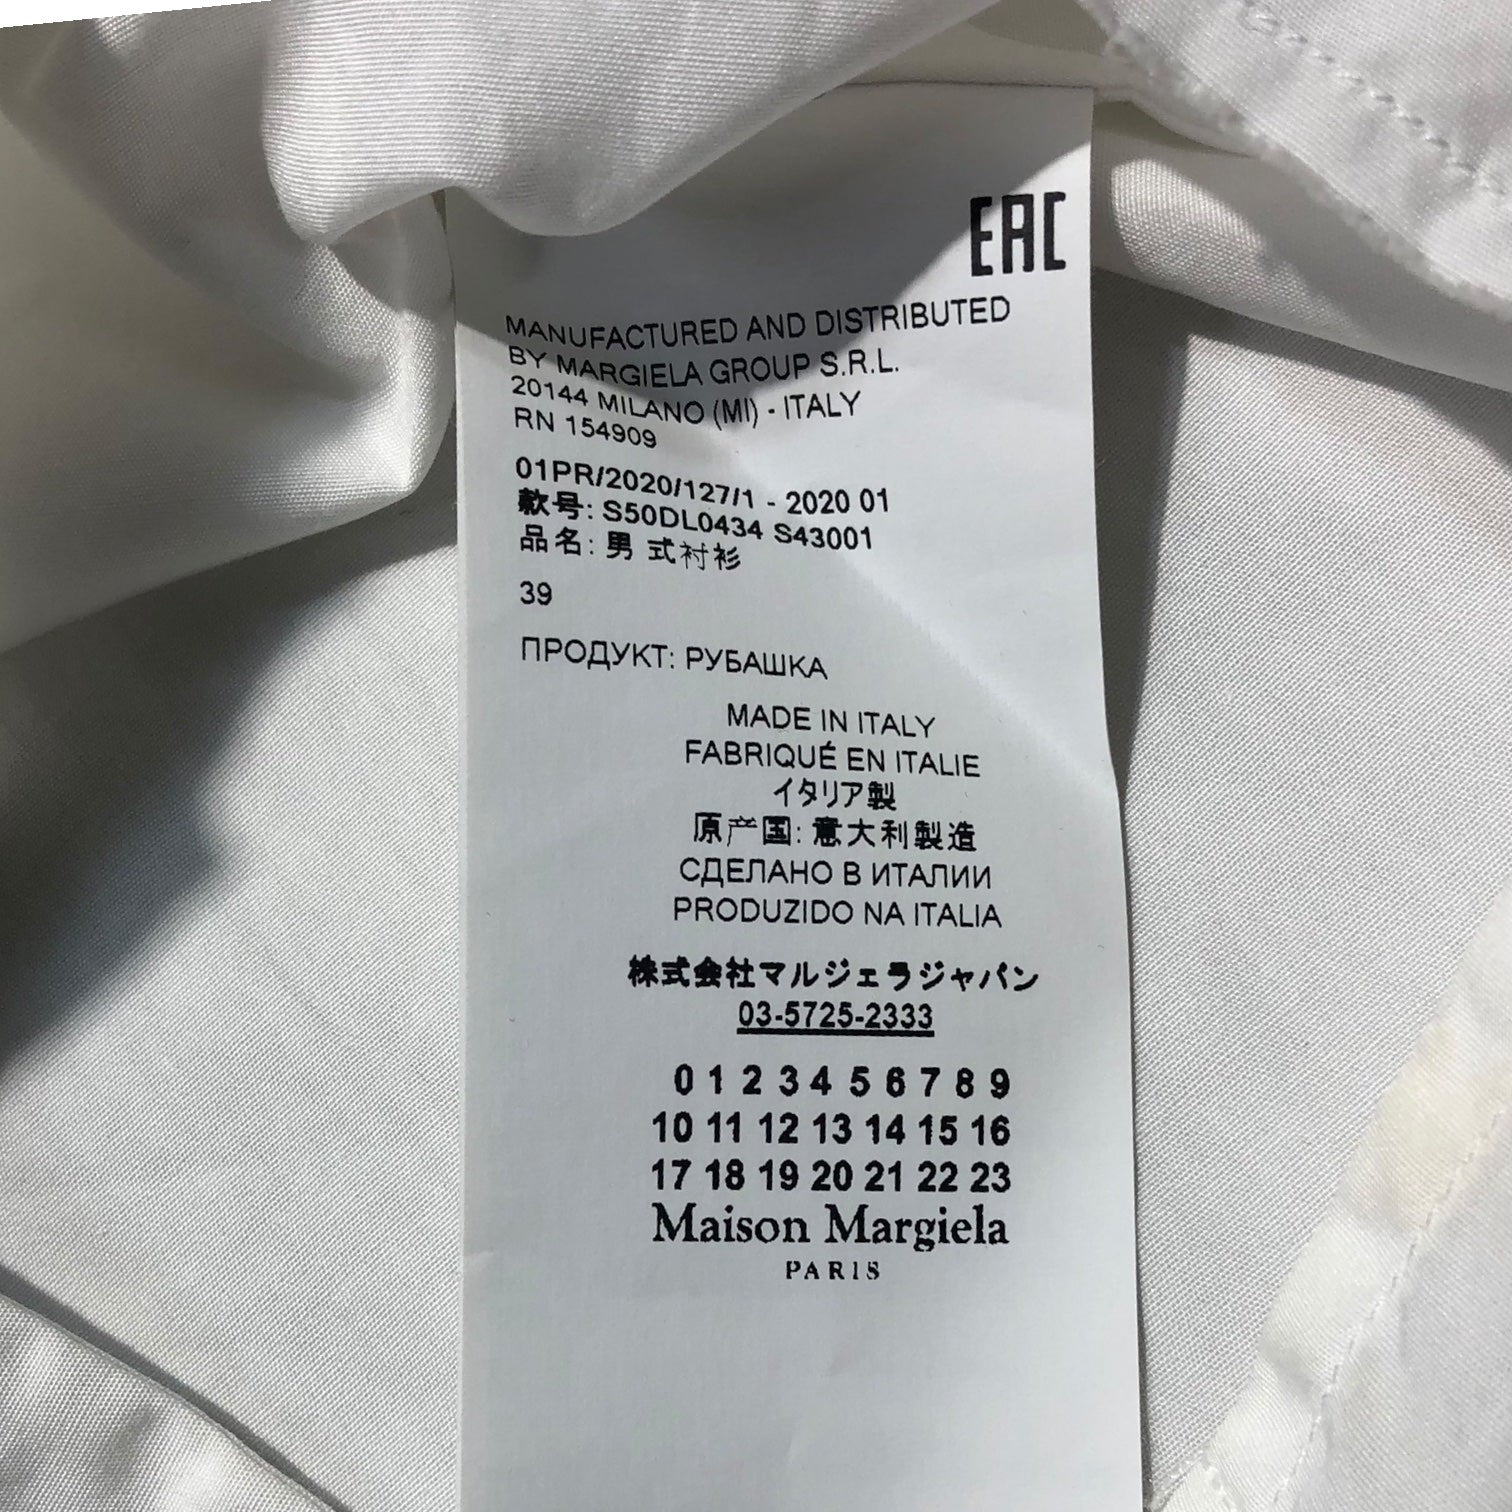 EAC
MANUFACTURED AND DISTRIBUTED
BY MARGIELA GROUP S.R.L.
20144 MILANO (MI) - ITALY
RN 154909
01PR/2020/127/1 - 2020 01
款号: S50DL0434 S43001
品名: 男 式衬衫
39
ПРОДУКТ: РУБАШКА
MADE IN ITALY
FABRIQUÉ EN ITALIE
イタリア製
原产国: 意大利製造
СДЕЛАНО В ИТАЛИИ
PRODUZIDO NA ITALIA
株式会社マルジェラジャパン
03-5725-2333
0 1 2 3 4 5 6 7 8 9
10 11 12 13 14 15 16
17 18 19 20 21 22 23
Maison Margiela
PARIS